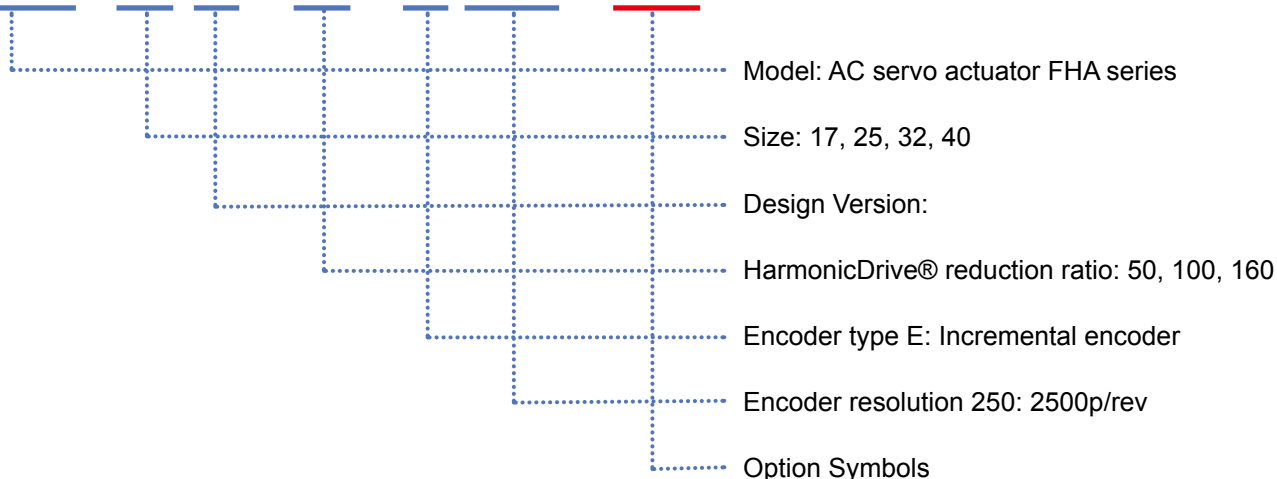 Model: AC servo actuator FHA series
Size: 17, 25, 32, 40
Design Version:
HarmonicDrive® reduction ratio: 50, 100, 160
Encoder type E: Incremental encoder
Encoder resolution 250: 2500p/rev
Option Symbols